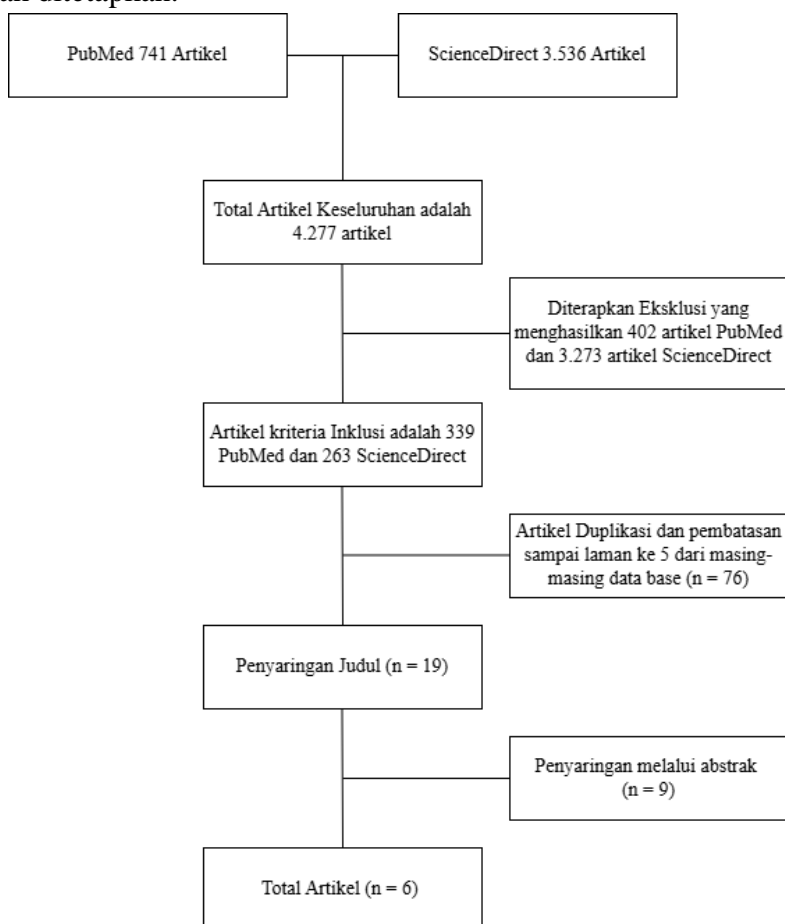 an ditetapkan.
PubMed 741 Artikel
ScienceDirect 3.536 Artikel
Total Artikel Keseluruhan adalah
4.277 artikel
Diterapkan Eksklusi yang
menghasilkan 402 artikel PubMed
dan 3.273 artikel ScienceDirect
Artikel kriteria Inklusi adalah 339
PubMed dan 263 ScienceDirect
Artikel Duplikasi dan pembatasan
sampai laman ke 5 dari masing-
masing data base (n = 76)
Penyaringan Judul (n = 19)
Penyaringan melalui abstrak
(n = 9)
Total Artikel (n = 6)